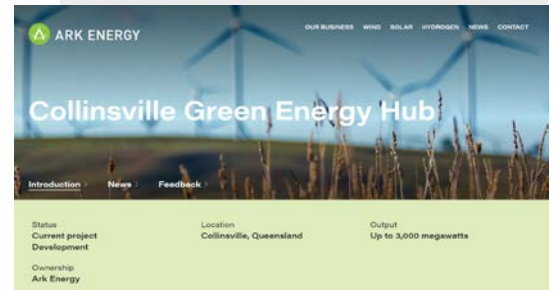 ARK ENERGY
OUR BUSINESS WIND SOLAR HYDROGEN NEWS CONTACT
Collinsville Green Energy Hub
Introduction News Feedback
Status
Current project
Development
Location
Collinsville, Queensland
Output
Up to 3,000 megawatts
Ownership
Ark Energy